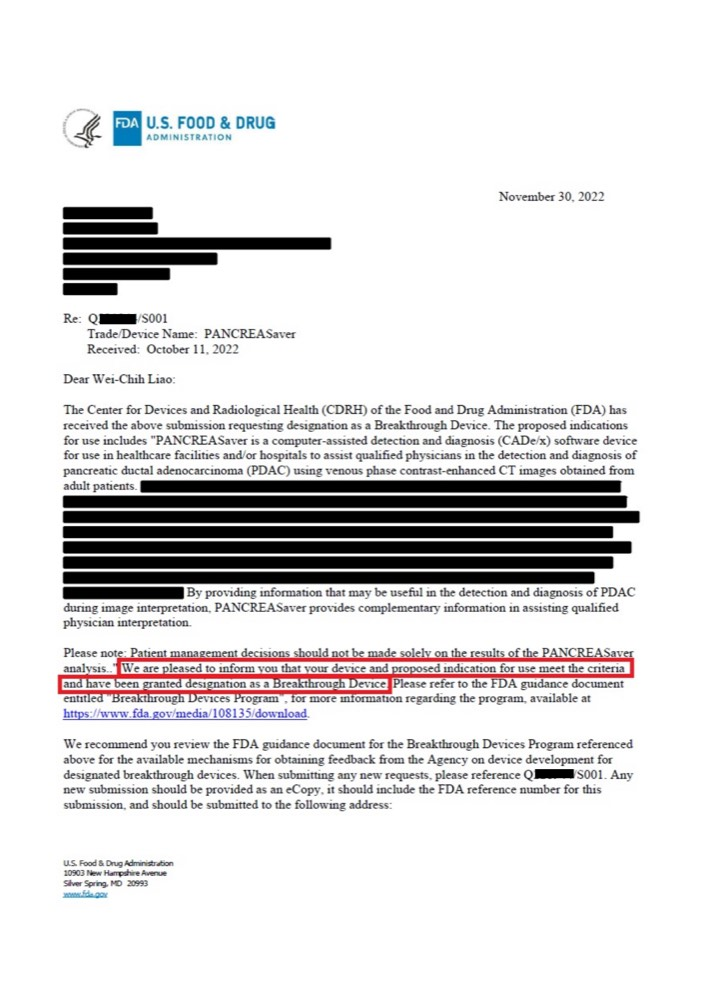 FDA U.S. FOOD & DRUG
ADMINISTRATION
November 30, 2022
Re: Q /S001
Trade/Device Name: PANCREASaver
Received: October 11, 2022
Dear Wei-Chih Liao:
The Center for Devices and Radiological Health (CDRH) of the Food and Drug Administration (FDA) has
received the above submission requesting designation as a Breakthrough Device. The proposed indications
for use includes "PANCREASaver is a computer-assisted detection and diagnosis (CADe/x) software device
for use in healthcare facilities and/or hospitals to assist qualified physicians in the detection and diagnosis of
pancreatic ductal adenocarcinoma (PDAC) using venous phase contrast-enhanced CT images obtained from
adult patients.
By providing information that may be useful in the detection and diagnosis of PDAC
during image interpretation, PANCREASaver provides complementary information in assisting qualified
physician interpretation.
Please note: Patient management decisions should not be made solely on the results of the PANCREASaver
analysis.." We are pleased to inform you that your device and proposed indication for use meet the criteria
and have been granted designation as a Breakthrough Device. Please refer to the FDA guidance document
entitled "Breakthrough Devices Program", for more information regarding the program, available at
https://www.fda.gov/media/108135/download.
We recommend you review the FDA guidance document for the Breakthrough Devices Program referenced
above for the available mechanisms for obtaining feedback from the Agency on device development for
designated breakthrough devices. When submitting any new requests, please reference Q /S001. Any
new submission should be provided as an eCopy, it should include the FDA reference number for this
submission, and should be submitted to the following address:
U.S. Food & Drug Administration
10903 New Hampshire Avenue
Silver Spring, MD 20993
www.fda.gov